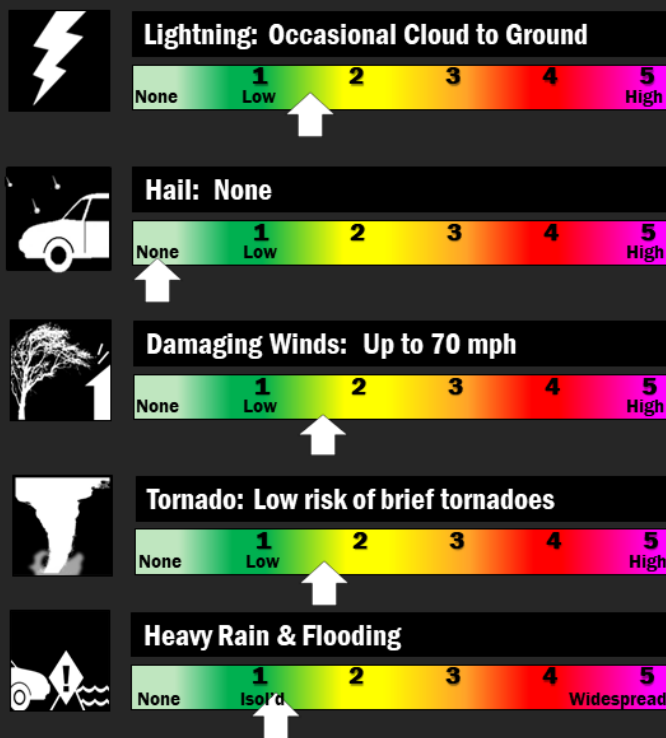 Lightning: Occasional Cloud to Ground
1 2 3 4 5
None Low High
Hail: None
1 2 3 4 5
None Low High
Damaging Winds: Up to 70 mph
1 2 3 4 5
None Low High
Tornado: Low risk of brief tornadoes
1 2 3 4 5
None Low High
Heavy Rain & Flooding
1 2 3 4 5
None Isol'd Widespread